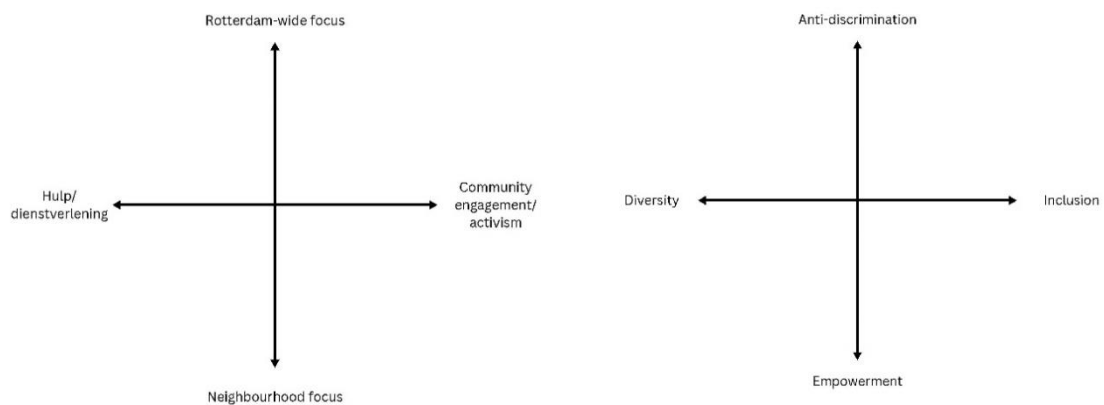 Rotterdam-wide focus
Hulp/
dienstverlening
Community
engagement/
activism
Neighbourhood focus
Anti-discrimination
Diversity
Inclusion
Empowerment